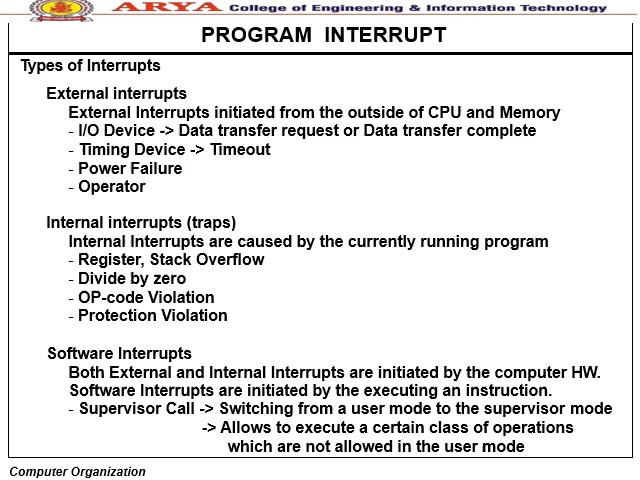 ARYA College of Engineering & Information Technology
PROGRAM INTERRUPT
Types of Interrupts
External interrupts
External Interrupts initiated from the outside of CPU and Memory
- I/O Device -> Data transfer request or Data transfer complete
- Timing Device -> Timeout
- Power Failure
- Operator
Internal interrupts (traps)
Internal Interrupts are caused by the currently running program
- Register, Stack Overflow
- Divide by zero
- OP-code Violation
- Protection Violation
Software Interrupts
Both External and Internal Interrupts are initiated by the computer HW.
Software Interrupts are initiated by the executing an instruction.
- Supervisor Call -> Switching from a user mode to the supervisor mode
-> Allows to execute a certain class of operations
which are not allowed in the user mode
Computer Organization